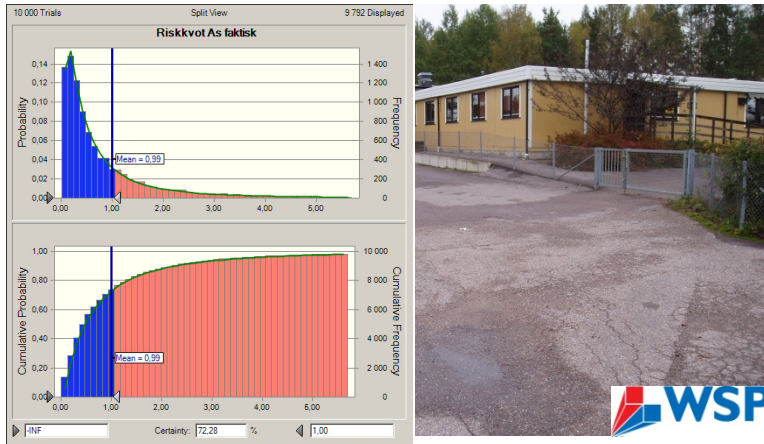 10 000 Trials Split View 9 792 Displayed
Riskkvot As faktisk
Probability
0,14
0,12
0,10
0,08
0,06
0,04
0,02
0,00
Mean = 0,99
1 400
1 200
1 000
800
600
400
200
0
Frequency
0,00 1,00 2,00 3,00 4,00 5,00
Cumulative Probability
1,00
0,80
0,60
0,40
0,20
0,00
Mean = 0,99
10 000
8 000
6 000
4 000
2 000
0
Cumulative Frequency
0,00 1,00 2,00 3,00 4,00 5,00
-INF Certainty: 72,28 % 1,00
WSP